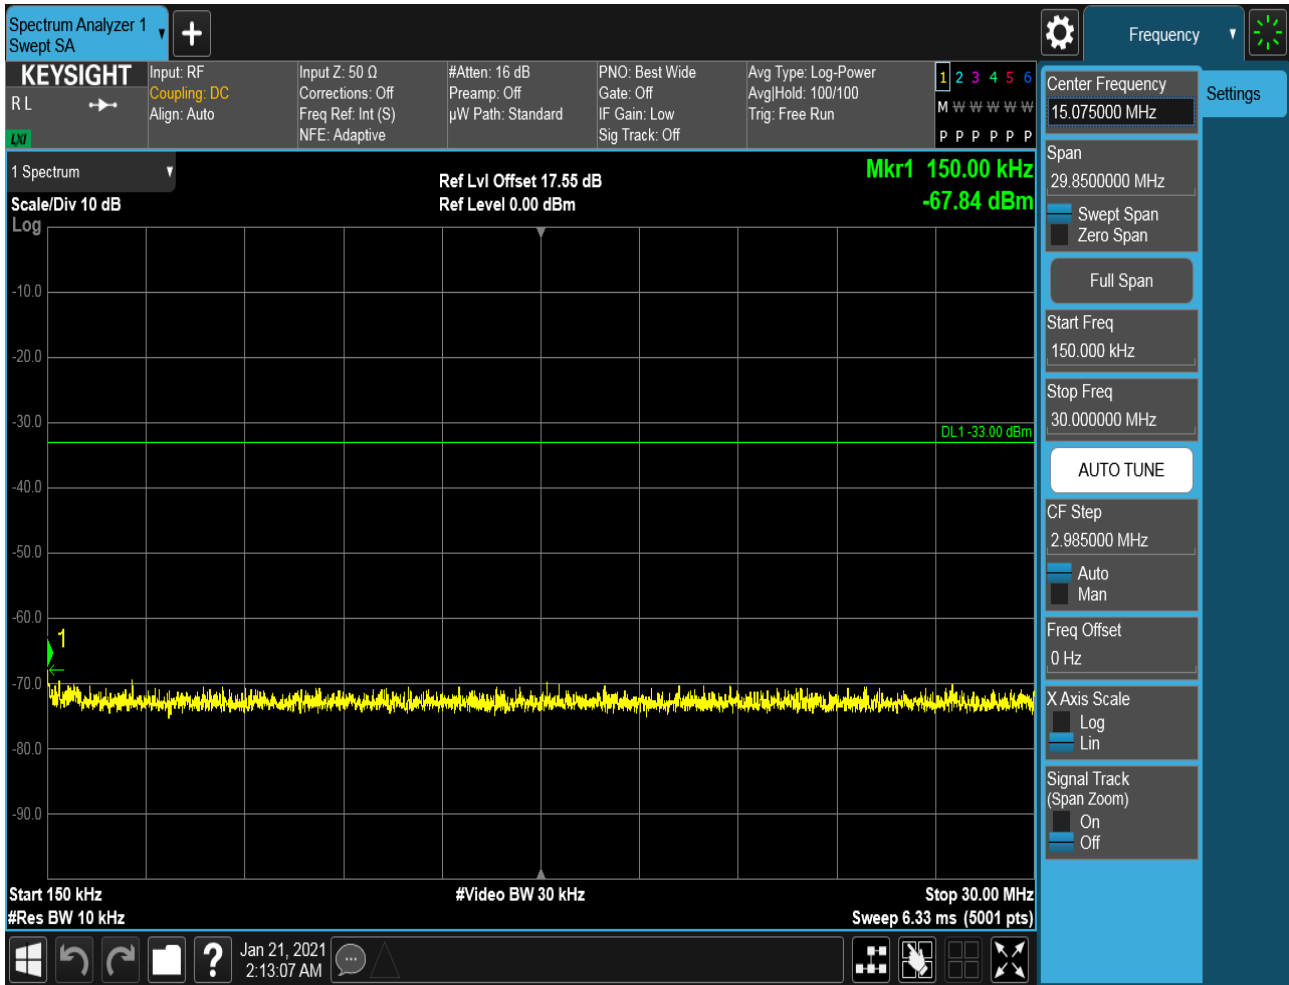 Spectrum Analyzer 1
Swept SA
Frequency
KEYSIGHT
R L
LXI
Input: RF
Coupling: DC
Align: Auto
Input Z: 50 Ω
Corrections: Off
Freq Ref: Int (S)
NFE: Adaptive
#Atten: 16 dB
Preamp: Off
µW Path: Standard
PNO: Best Wide
Gate: Off
IF Gain: Low
Sig Track: Off
Avg Type: Log-Power
Avg|Hold: 100/100
Trig: Free Run
1 2 3 4 5 6
M W W W W W
P P P P P P
1 Spectrum
Scale/Div 10 dB
Log
Ref Lvl Offset 17.55 dB
Ref Level 0.00 dBm
Mkr1 150.00 kHz
-67.84 dBm
-10.0
-20.0
-30.0
DL1 -33.00 dBm
-40.0
-50.0
-60.0
1
-70.0
-80.0
-90.0
Start 150 kHz
#Video BW 30 kHz
Stop 30.00 MHz
#Res BW 10 kHz
Sweep 6.33 ms (5001 pts)
Jan 21, 2021
2:13:07 AM
Center Frequency
15.075000 MHz
Settings
Span
29.8500000 MHz
Swept Span
Zero Span
Full Span
Start Freq
150.000 kHz
Stop Freq
30.000000 MHz
AUTO TUNE
CF Step
2.985000 MHz
Auto
Man
Freq Offset
0 Hz
X Axis Scale
Log
Lin
Signal Track
(Span Zoom)
On
Off